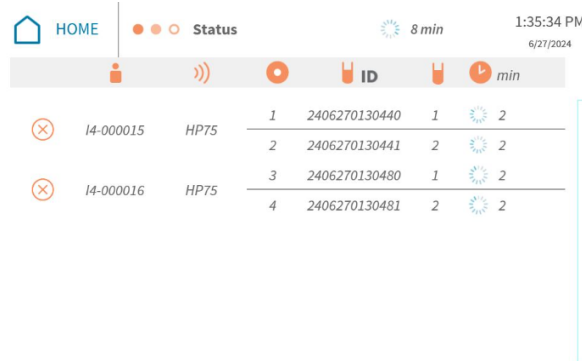 HOME Status 8 min 1:35:34 PM
6/27/2024
ID min
1 2406270130440 1 2
I4-000015 HP75
2 2406270130441 2 2
3 2406270130480 1 2
I4-000016 HP75
4 2406270130481 2 2